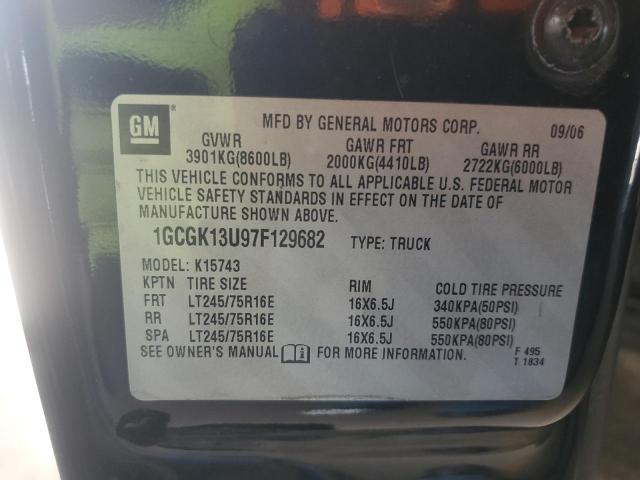 GM
MFD BY GENERAL MOTORS CORP. 09/06
GVWR GAWR FRT GAWR RR
3901KG(8600LB) 2000KG(4410LB) 2722KG(6000LB)
THIS VEHICLE CONFORMS TO ALL APPLICABLE U.S. FEDERAL MOTOR
VEHICLE SAFETY STANDARDS IN EFFECT ON THE DATE OF
MANUFACTURE SHOWN ABOVE.
1GCGK13U97F129682 TYPE: TRUCK
MODEL: K15743
KPTN TIRE SIZE RIM COLD TIRE PRESSURE
FRT LT245/75R16E 16X6.5J 340KPA(50PSI)
RR LT245/75R16E 16X6.5J 550KPA(80PSI)
SPA LT245/75R16E 16X6.5J 550KPA(80PSI)
SEE OWNER'S MANUAL FOR MORE INFORMATION. F 495
T 1834